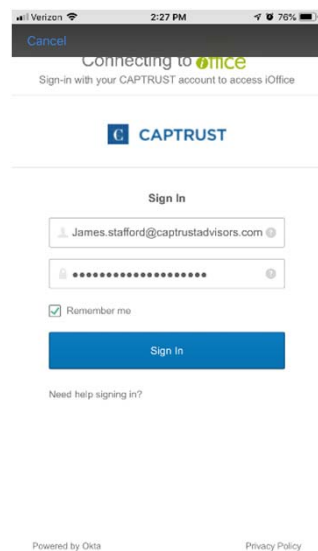 Verizon 2:27 PM 76%
Cancel
Connecting to office
Sign-in with your CAPTRUST account to access iOffice
C CAPTRUST
Sign In
James.stafford@captrustadvisors.com ?
?
Remember me
Sign In
Need help signing in?
Powered by Okta Privacy Policy